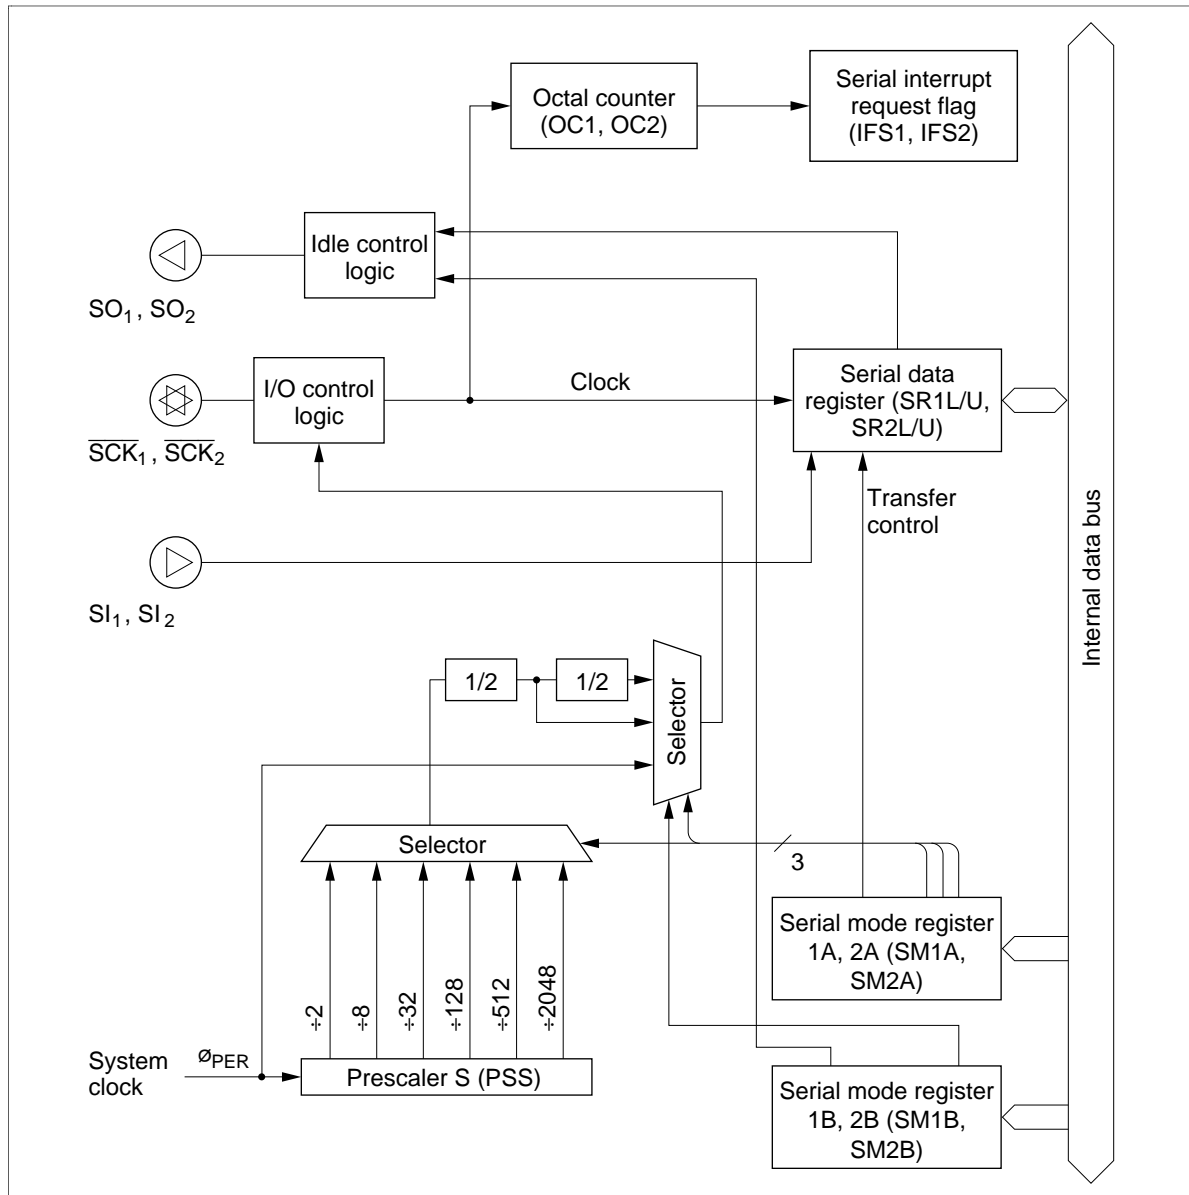 Octal counter
(OC1, OC2)
Serial interrupt
request flag
(IFS1, IFS2)
Idle control
logic
SO1, SO2
I/O control
logic
Clock
Serial data
register (SR1L/U,
SR2L/U)
SCK1, SCK2
Transfer
control
SI1, SI2
Internal data bus
1/2
1/2
Selector
Selector
3
Serial mode register
1A, 2A (SM1A,
SM2A)
÷2
÷8
÷32
÷128
÷512
÷2048
System
clock
øPER
Prescaler S (PSS)
Serial mode register
1B, 2B (SM1B,
SM2B)